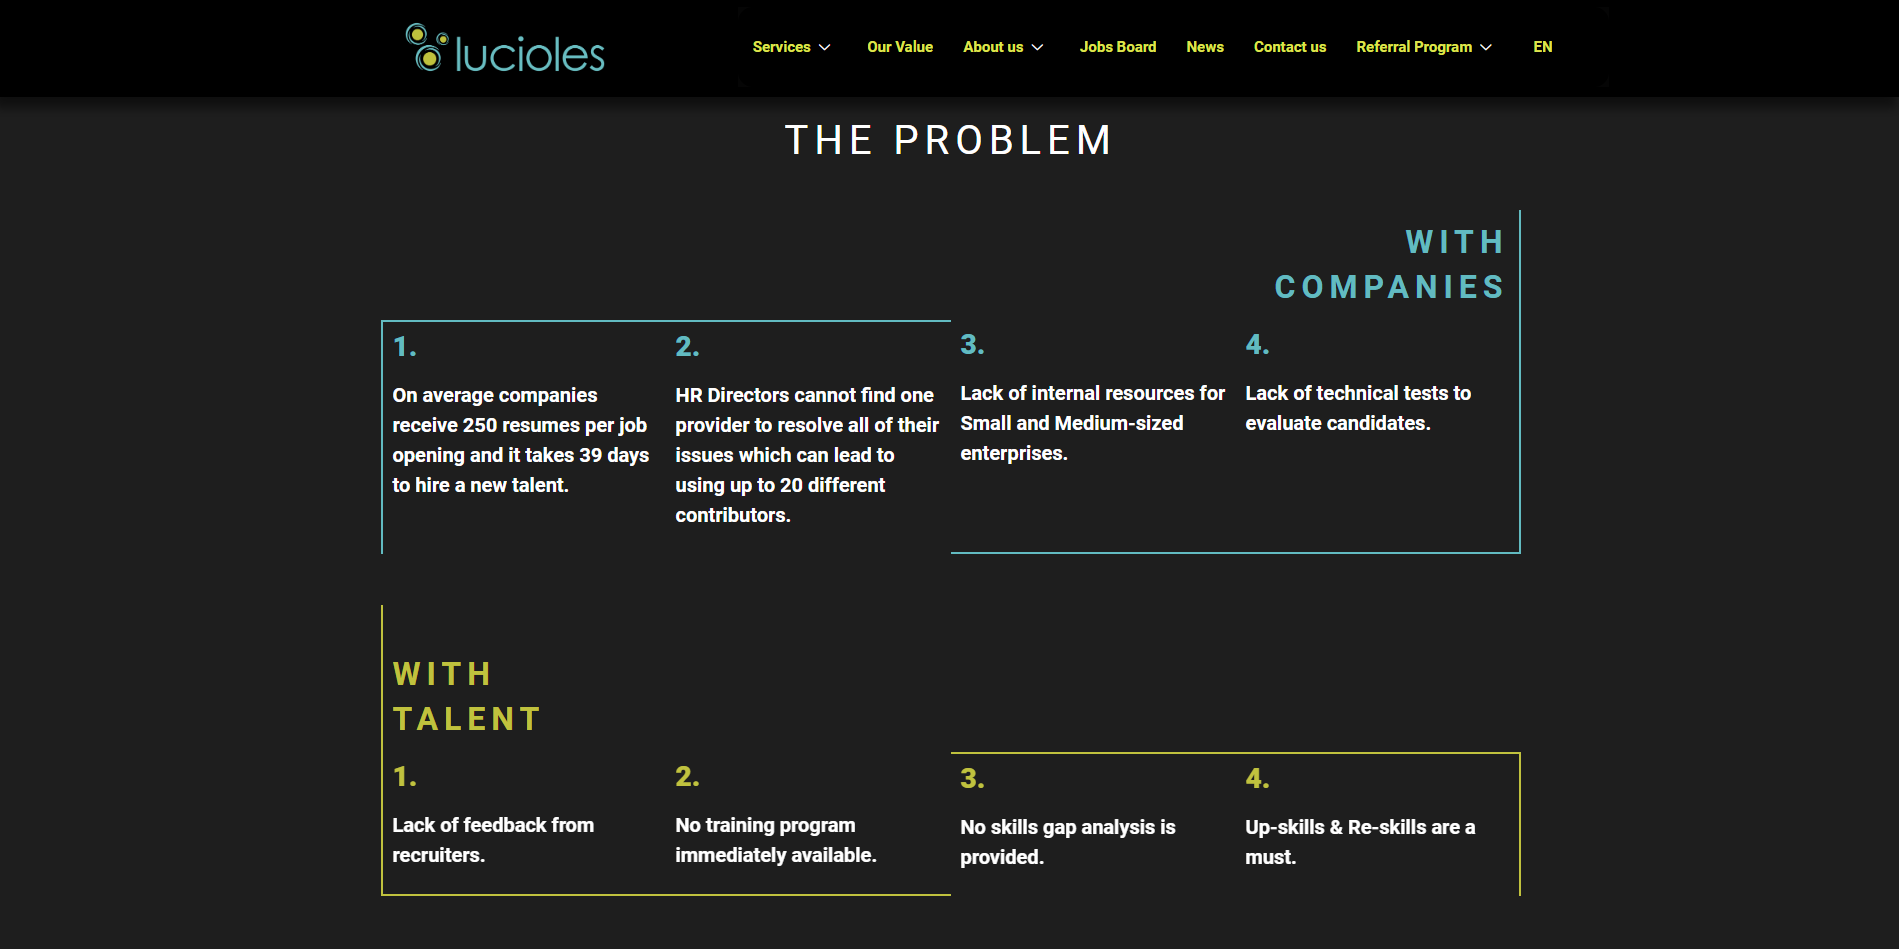 lucioles
Services
Our Value
About us
Jobs Board
News
Contact us
Referral Program
EN
THE PROBLEM
WITH
COMPANIES
1.
On average companies
receive 250 resumes per job
opening and it takes 39 days
to hire a new talent.
2.
HR Directors cannot find one
provider to resolve all of their
issues which can lead to
using up to 20 different
contributors.
3.
Lack of internal resources for
Small and Medium-sized
enterprises.
4.
Lack of technical tests to
evaluate candidates.
WITH
TALENT
1.
Lack of feedback from
recruiters.
2.
No training program
immediately available.
3.
No skills gap analysis is
provided.
4.
Up-skills & Re-skills are a
must.